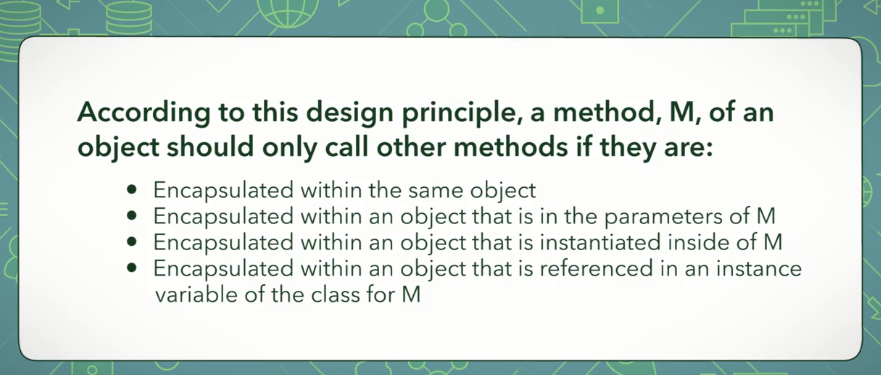 According to this design principle, a method, M, of an
object should only call other methods if they are:
● Encapsulated within the same object
● Encapsulated within an object that is in the parameters of M
● Encapsulated within an object that is instantiated inside of M
● Encapsulated within an object that is referenced in an instance
variable of the class for M